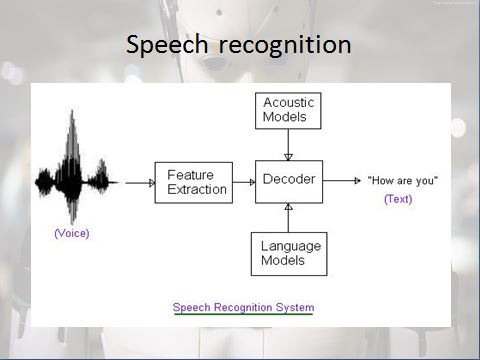 Speech recognition
Acoustic
Models
Feature
Extraction
Decoder
"How are you"
(Text)
(Voice)
Language
Models
Speech Recognition System